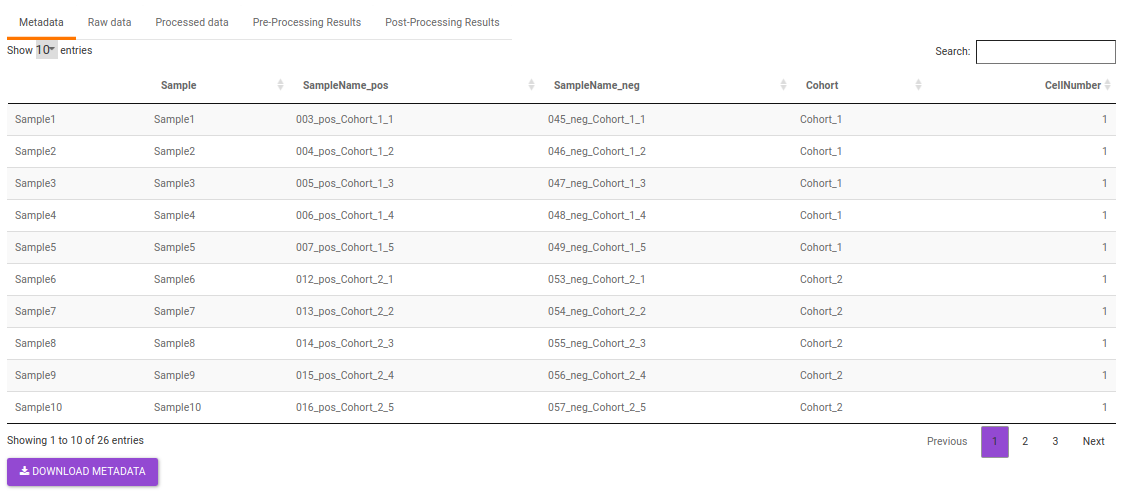 Metadata Raw data Processed data Pre-Processing Results Post-Processing Results
Show 10 entries Search:
Sample SampleName_pos SampleName_neg Cohort CellNumber
Sample1 Sample1 003_pos_Cohort_1_1 045_neg_Cohort_1_1 Cohort_1 1
Sample2 Sample2 004_pos_Cohort_1_2 046_neg_Cohort_1_2 Cohort_1 1
Sample3 Sample3 005_pos_Cohort_1_3 047_neg_Cohort_1_3 Cohort_1 1
Sample4 Sample4 006_pos_Cohort_1_4 048_neg_Cohort_1_4 Cohort_1 1
Sample5 Sample5 007_pos_Cohort_1_5 049_neg_Cohort_1_5 Cohort_1 1
Sample6 Sample6 012_pos_Cohort_2_1 053_neg_Cohort_2_1 Cohort_2 1
Sample7 Sample7 013_pos_Cohort_2_2 054_neg_Cohort_2_2 Cohort_2 1
Sample8 Sample8 014_pos_Cohort_2_3 055_neg_Cohort_2_3 Cohort_2 1
Sample9 Sample9 015_pos_Cohort_2_4 056_neg_Cohort_2_4 Cohort_2 1
Sample10 Sample10 016_pos_Cohort_2_5 057_neg_Cohort_2_5 Cohort_2 1
Showing 1 to 10 of 26 entries Previous 1 2 3 Next
DOWNLOAD METADATA